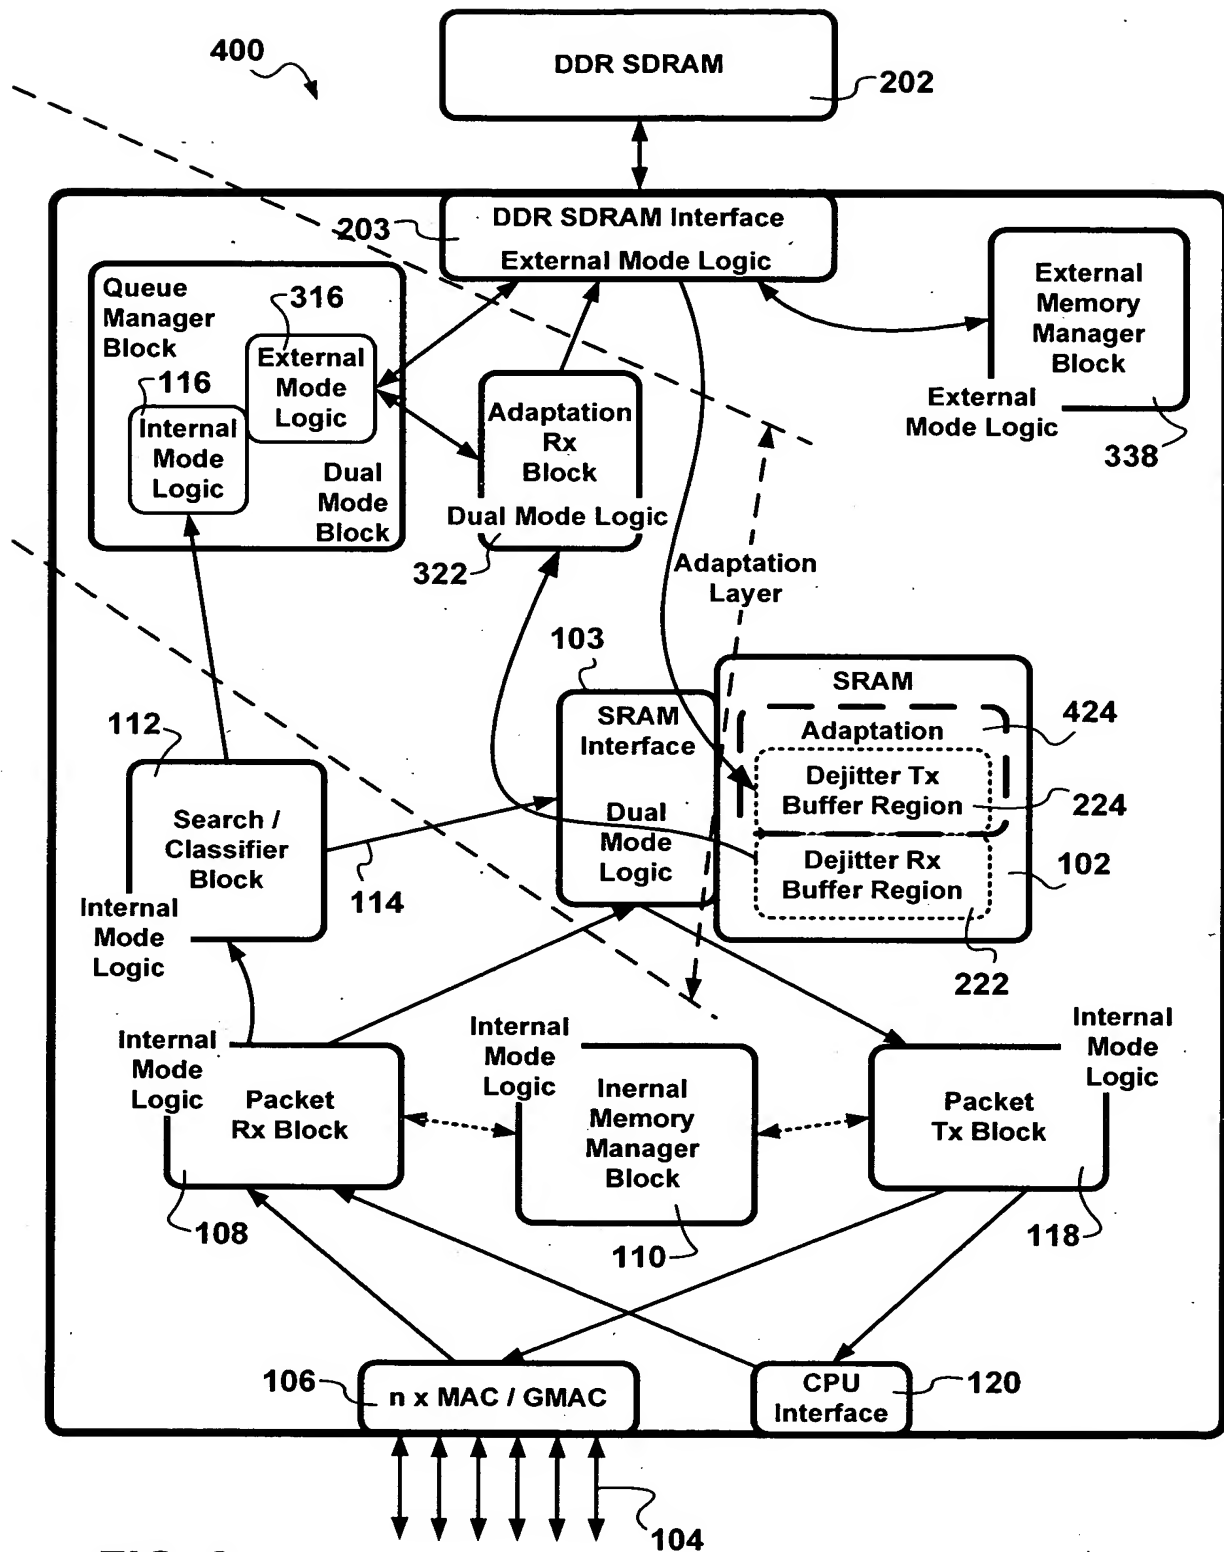 400
DDR SDRAM
202
DDR SDRAM Interface
External Mode Logic
203
Queue
Manager
Block
316
External
Mode
Logic
116
Internal
Mode
Logic
Dual
Mode
Block
Adaptation
Rx
Block
Dual Mode Logic
322
External
Memory
Manager
Block
External
Mode Logic
338
Adaptation
Layer
103
SRAM
Interface
Dual
Mode
Logic
SRAM
Adaptation
424
Dejitter Tx
Buffer Region
224
Dejitter Rx
Buffer Region
102
222
112
Search /
Classifier
Block
Internal
Mode
Logic
114
Internal
Mode
Logic
Packet
Rx Block
108
Internal
Mode
Logic
Inernal
Memory
Manager
Block
110
Internal
Mode
Logic
Packet
Tx Block
118
106
n x MAC / GMAC
CPU
Interface
120
104